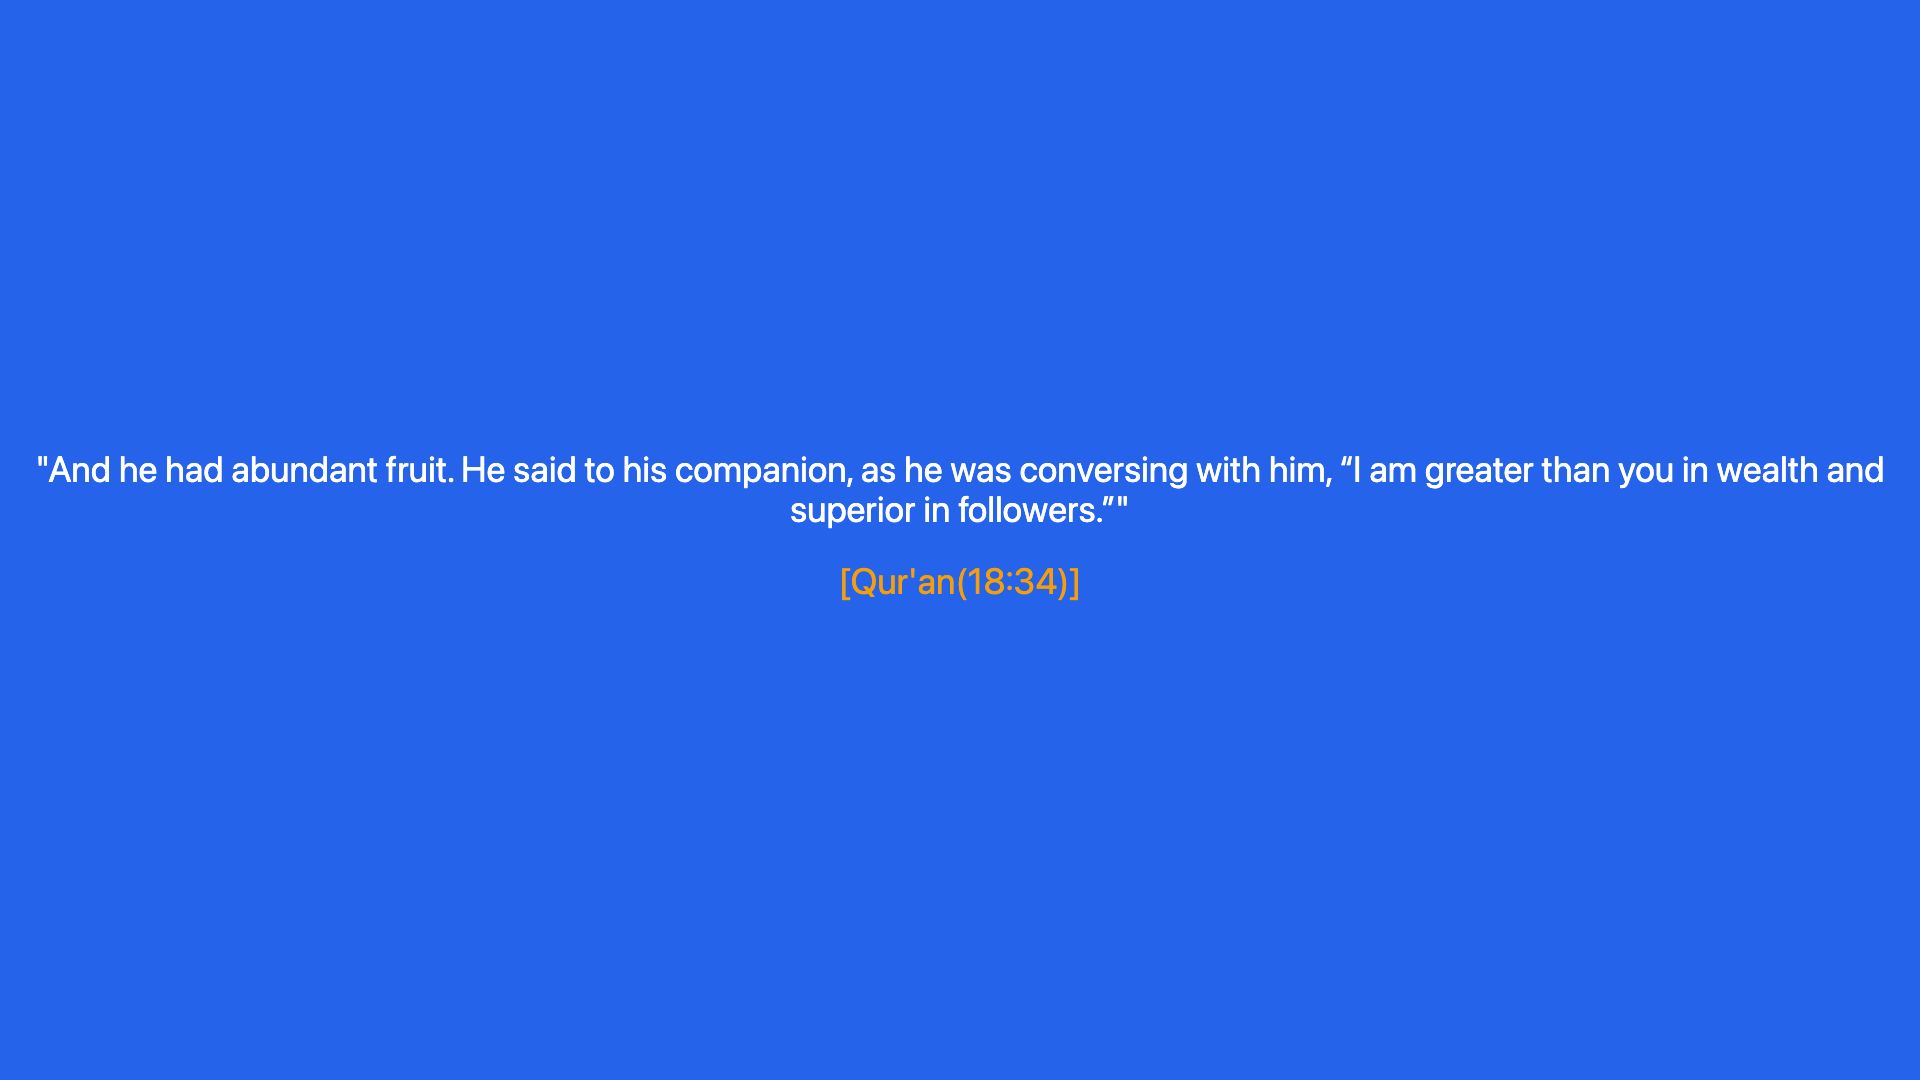 "And he had abundant fruit. He said to his companion, as he was conversing with him, “I am greater than you in wealth and
superior in followers.”"
[Qur'an(18:34)]